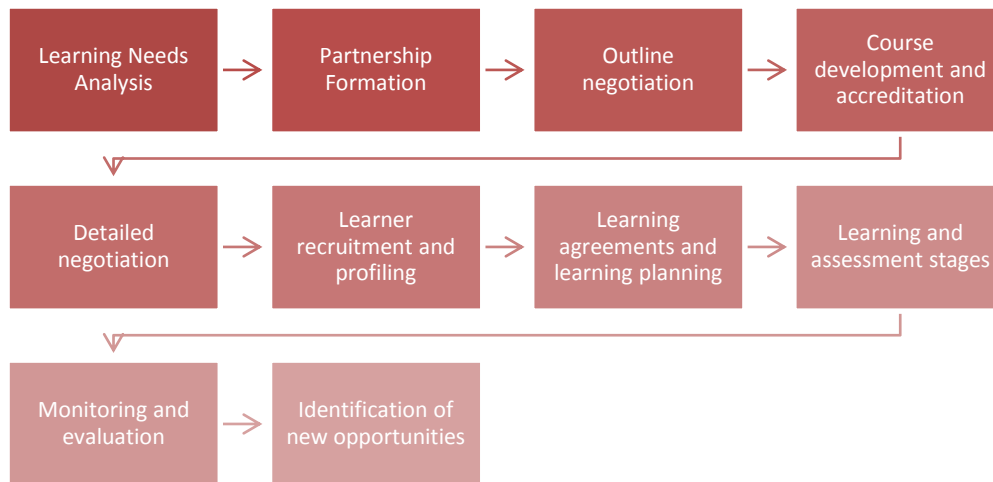 Learning Needs
Analysis
Partnership
Formation
Outline
negotiation
Course
development and
accreditation
Detailed
negotiation
Learner
recruitment and
profiling
Learning
agreements and
learning planning
Learning and
assessment stages
Monitoring and
evaluation
Identification of
new opportunities